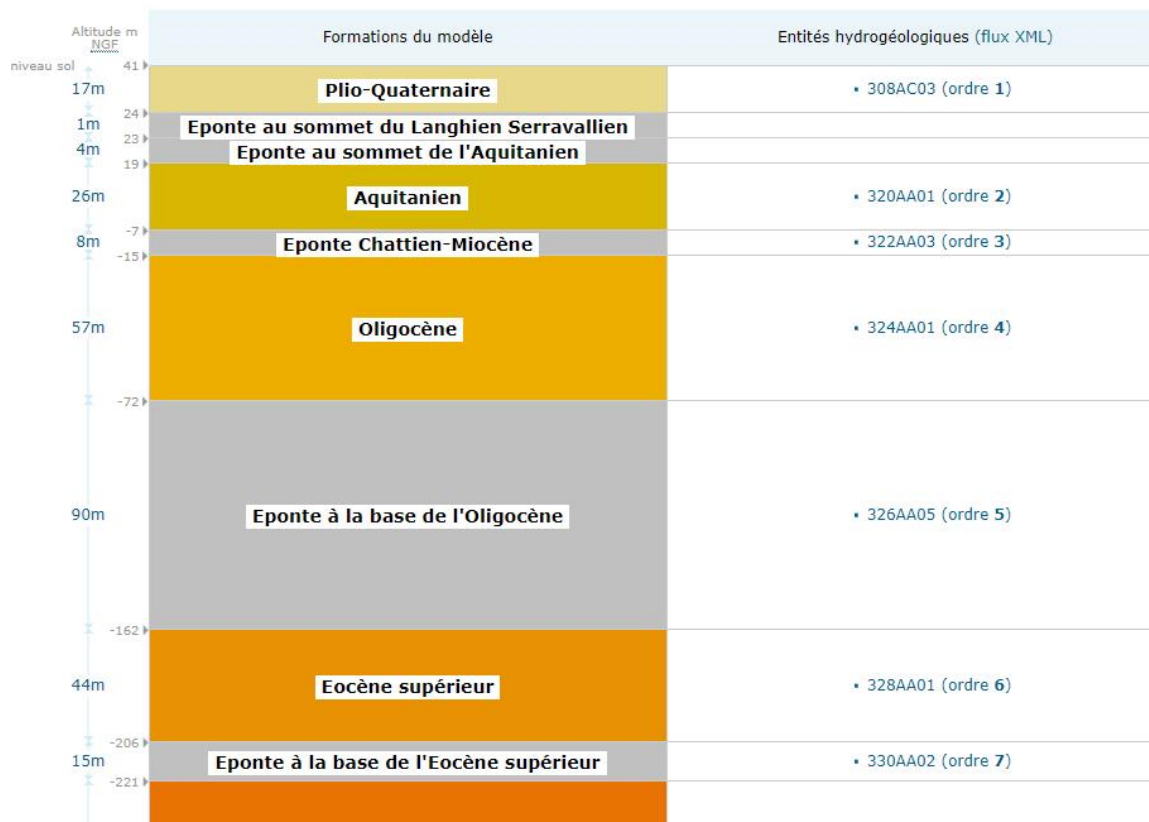 Altitude m
NGF
Formations du modèle
Entités hydrogéologiques (flux XML)
niveau sol
41
17m
Plio-Quaternaire
▪ 308AC03 (ordre 1)
24
1m
Eponte au sommet du Langhien Serravallien
23
4m
Eponte au sommet de l'Aquitanien
19
26m
Aquitanien
▪ 320AA01 (ordre 2)
-7
8m
Eponte Chattien-Miocène
▪ 322AA03 (ordre 3)
-15
57m
Oligocène
▪ 324AA01 (ordre 4)
-72
90m
Eponte à la base de l'Oligocène
▪ 326AA05 (ordre 5)
-162
44m
Eocène supérieur
▪ 328AA01 (ordre 6)
-206
15m
Eponte à la base de l'Eocène supérieur
▪ 330AA02 (ordre 7)
-221